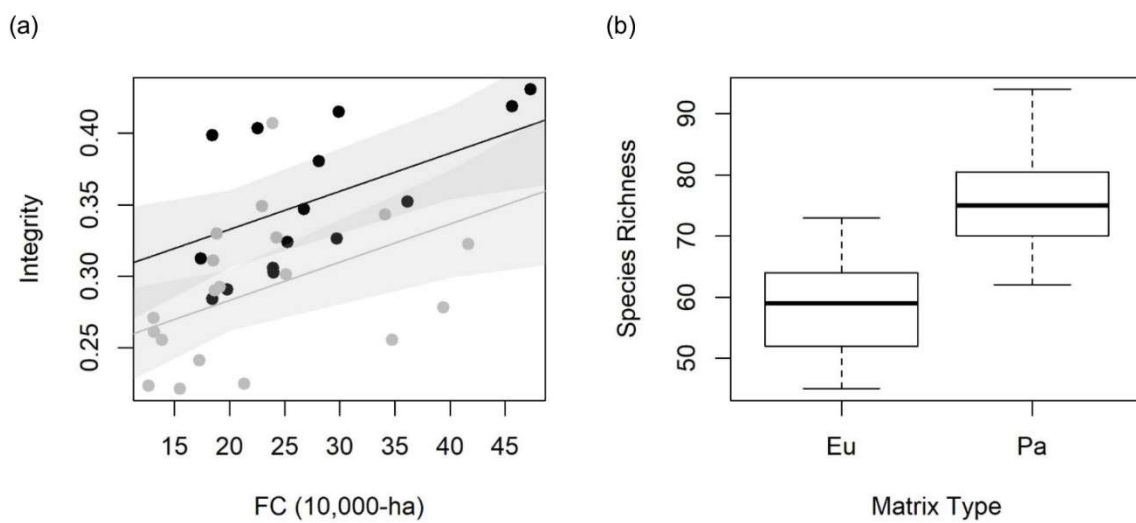 (a)
(b)
Integrity
0.40
0.35
0.30
0.25
15 20 25 30 35 40 45
FC (10,000-ha)
Species Richness
90
80
70
60
50
Eu Pa
Matrix Type